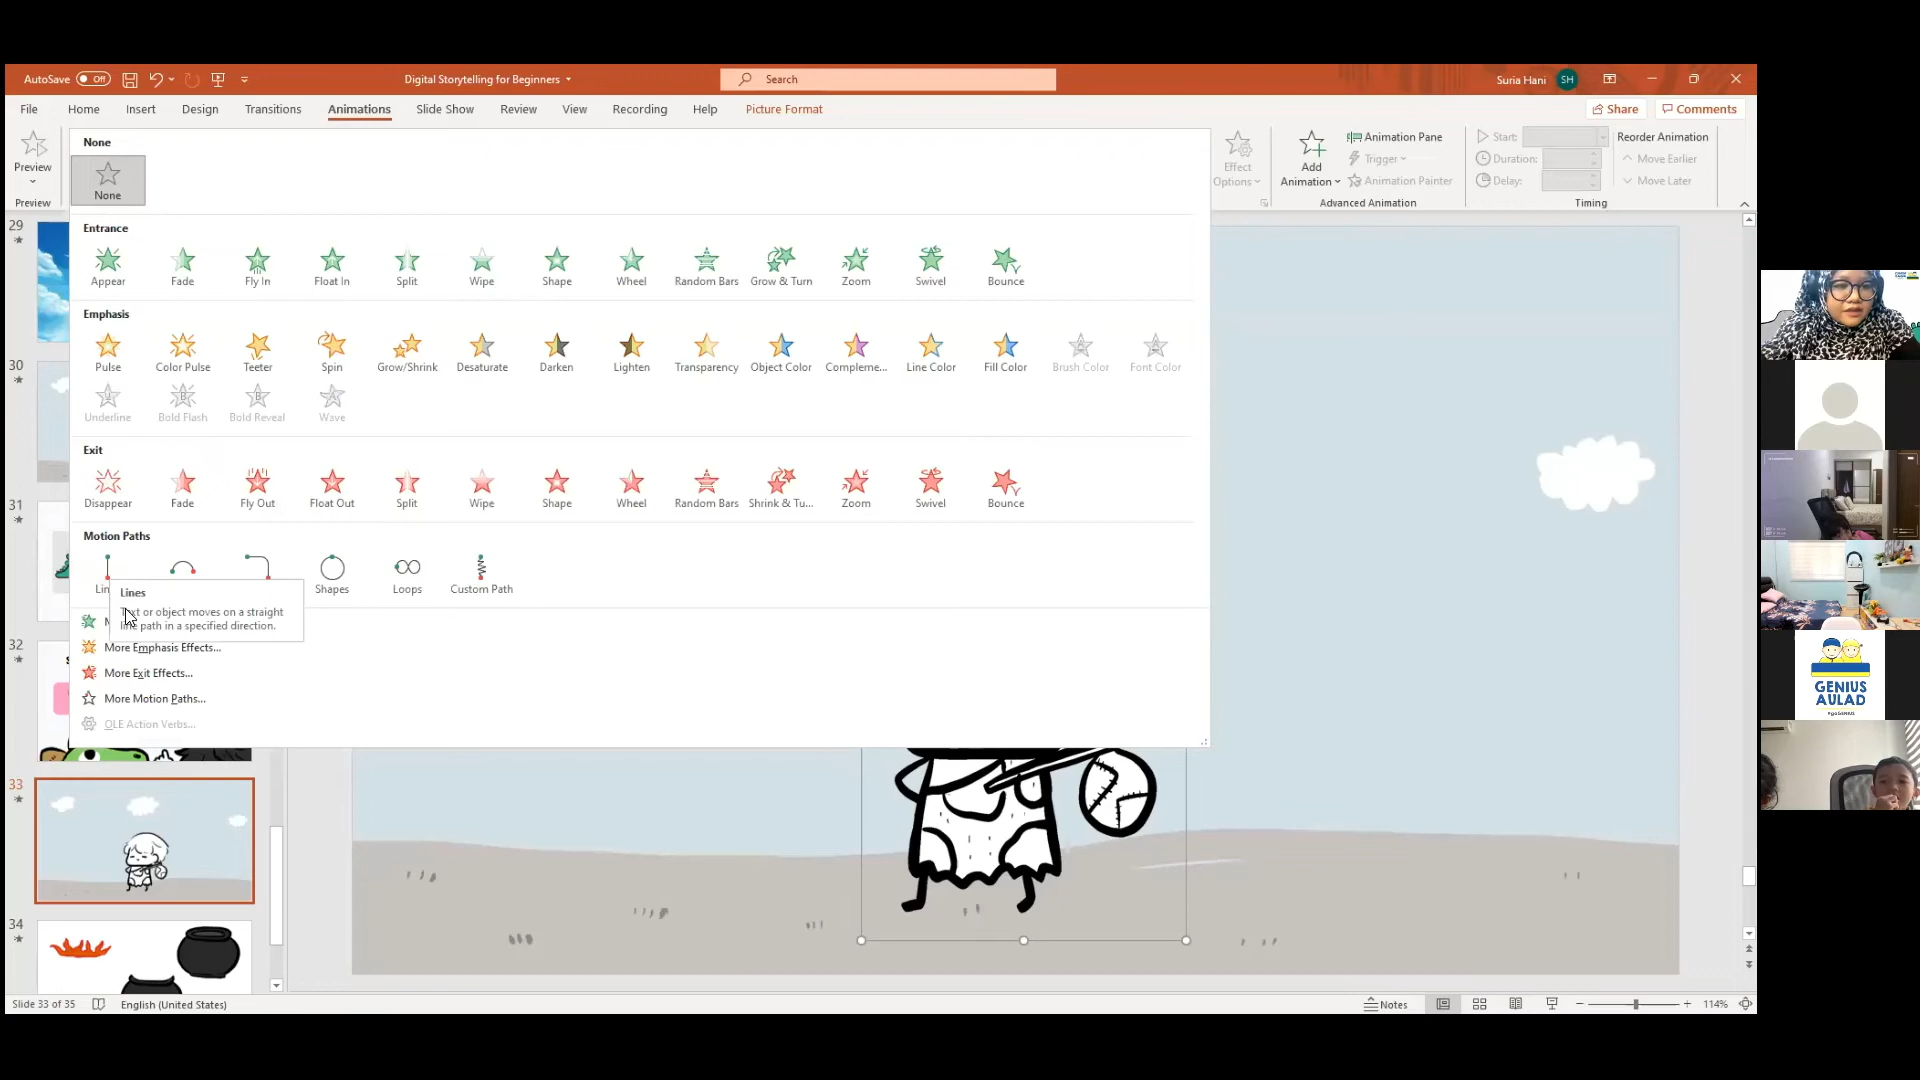 AutoSave Off
Digital Storytelling for Beginners
Search
Suria Hani SH
File Home Insert Design Transitions Animations Slide Show Review View Recording Help Picture Format
Share Comments
Preview
Preview
None
None
Entrance
Appear Fade Fly In Float In Split Wipe Shape Wheel Random Bars Grow & Turn Zoom Swivel Bounce
Emphasis
Pulse Color Pulse Teeter Spin Grow/Shrink Desaturate Darken Lighten Transparency Object Color Compleme... Line Color Fill Color Brush Color Font Color
Underline Bold Flash Bold Reveal Wave
Exit
Disappear Fade Fly Out Float Out Split Wipe Shape Wheel Random Bars Shrink & Tu... Zoom Swivel Bounce
Motion Paths
Shapes Loops Custom Path
Lines
Text or object moves on a straight
line path in a specified direction.
More Emphasis Effects...
More Exit Effects...
More Motion Paths...
OLE Action Verbs...
Effect
Options
Add
Animation
Animation Pane
Trigger
Animation Painter
Advanced Animation
Start:
Duration:
Delay:
Reorder Animation
Move Earlier
Move Later
Timing
29
30
31
32
33
34
Slide 33 of 35
English (United States)
Notes
114%
GENIUS
AULAD